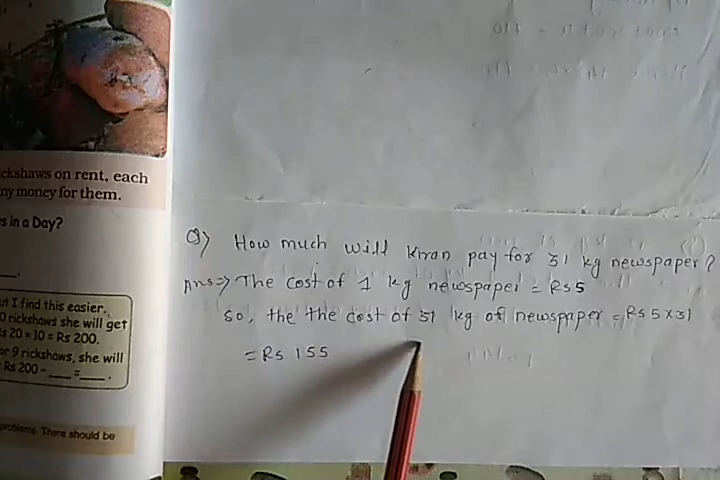 ickshaws on rent, each
ny money for them.
s in a Day?
ut I find this easier.
0 rickshaws she will get
s 20 × 10 = Rs 200.
or 9 rickshaws, she will
Rs 200 - ___ = ___.
problems. There should be
Q) How much will Kiran pay for 31 kg newspaper?
Ans=> The cost of 1 kg newspaper = Rs 5
So, the the cost of 31 kg of newspaper = Rs 5 x 31
= Rs 155